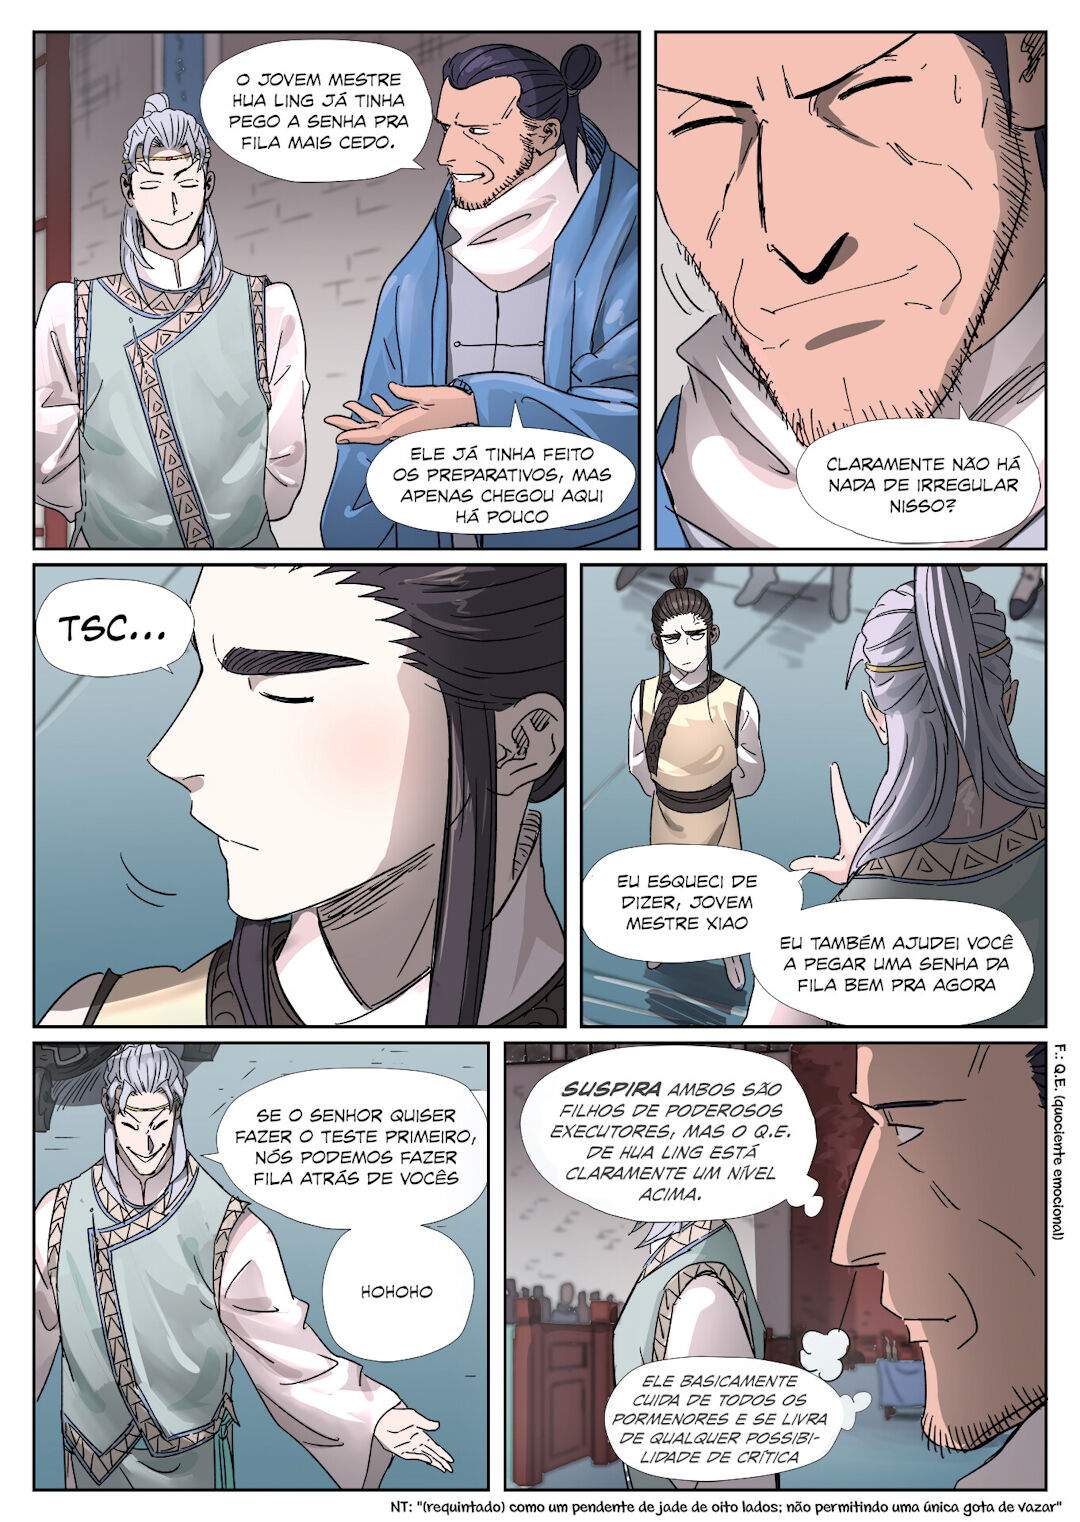 O JOVEM MESTRE
HUA LING JÁ TINHA
PEGO A SENHA PRA
FILA MAIS CEDO.
ELE JÁ TINHA FEITO
OS PREPARATIVOS, MAS
APENAS CHEGOU AQUI
HÁ POUCO
CLARAMENTE NÃO HÁ
NADA DE IRREGULAR
NISSO?
TSC...
EU ESQUECI DE
DIZER, JOVEM
MESTRE XIAO
EU TAMBÉM AJUDEI VOCÊ
A PEGAR UMA SENHA DA
FILA BEM PRA AGORA
SE O SENHOR QUISER
FAZER O TESTE PRIMEIRO,
NÓS PODEMOS FAZER
FILA ATRÁS DE VOCÊS
HOHOHO
SUSPIRA AMBOS SÃO
FILHOS DE PODEROSOS
EXECUTORES, MAS O Q.E.
DE HUA LING ESTÁ
CLARAMENTE UM NÍVEL
ACIMA.
F.: Q.E. (quociente emocional)
ELE BASICAMENTE
CUIDA DE TODOS OS
PORMENORES E SE LIVRA
DE QUALQUER POSSIBI-
LIDADE DE CRÍTICA
NT: "(requintado) como um pendente de jade de oito lados; não permitindo uma única gota de vazar"